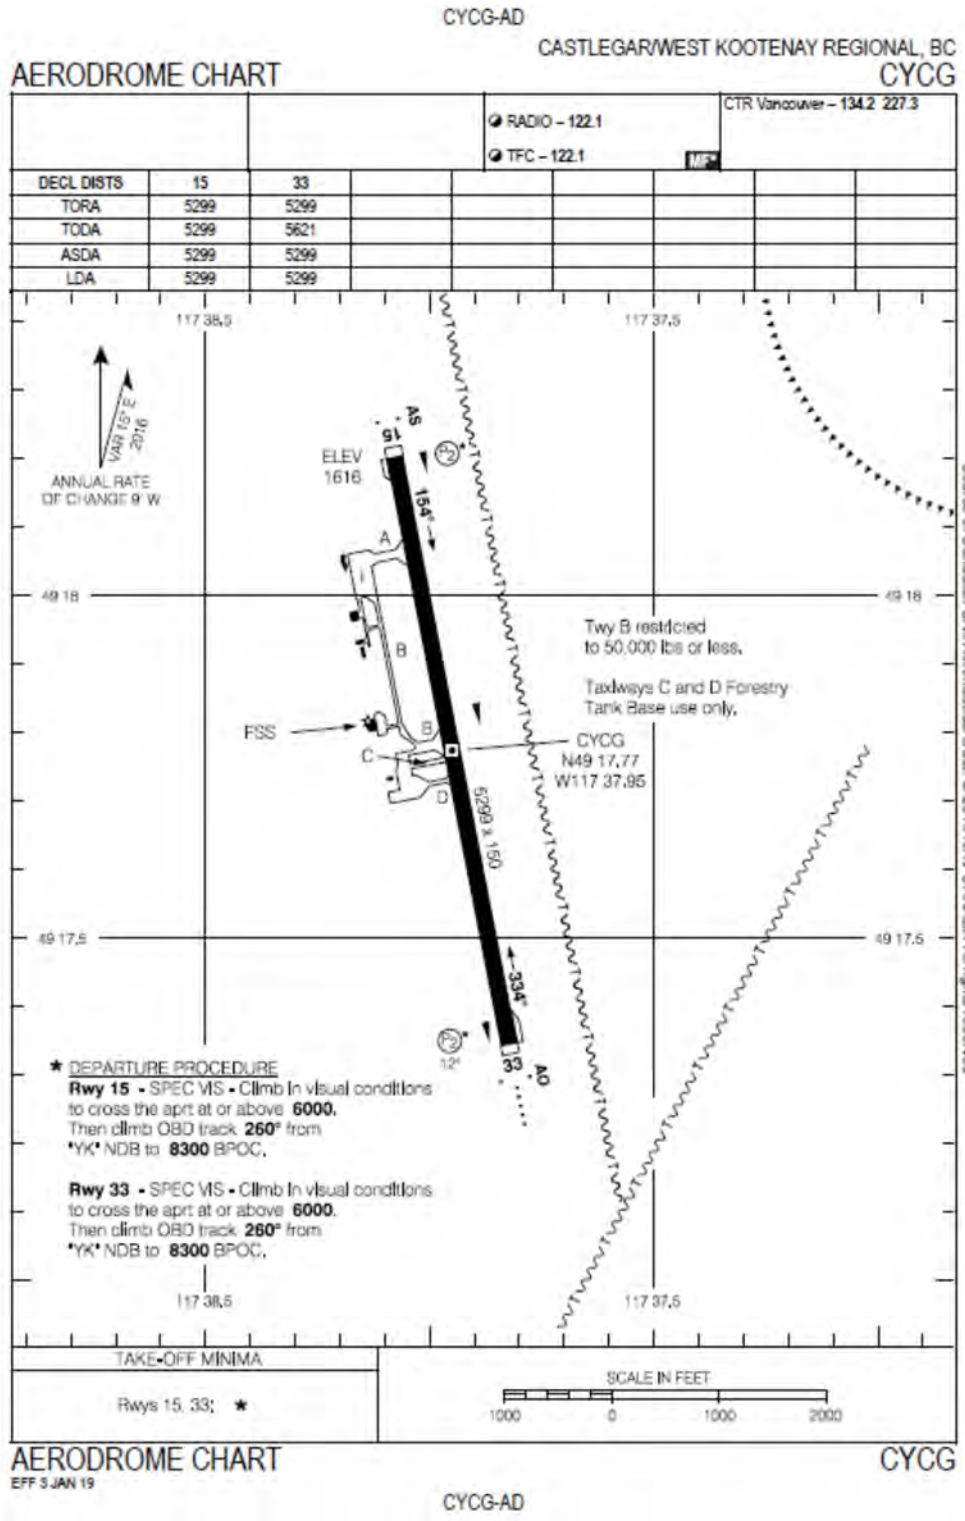 CYCG-AD
CASTLEGAR/WEST KOOTENAY REGIONAL, BC
AERODROME CHART
CYCG
RADIO – 122.1
TFC – 122.1
MF
CTR Vancouver – 134.2 227.3
DECL DISTS 15 33
TORA 5299 5299
TODA 5299 5621
ASDA 5299 5299
LDA 5299 5299
117 38.5
117 37.5
VAR 15° E
2016
ANNUAL RATE
OF CHANGE 9' W
AS
15
ELEV
1616
154°
A
49 18
49 18
B
Twy B restricted
to 50,000 lbs or less.
Taxiways C and D Forestry
Tank Base use only.
FSS
B
C
D
CYCG
N49 17.77
W117 37.95
5299 x 150
49 17.5
49 17.5
334°
12°
33
AO
* DEPARTURE PROCEDURE
Rwy 15 - SPEC VIS - Climb in visual conditions
to cross the aprt at or above 6000.
Then climb OBD track 260° from
"YK" NDB to 8300 BPOC.
Rwy 33 - SPEC VIS - Climb in visual conditions
to cross the aprt at or above 6000.
Then climb OBD track 260° from
"YK" NDB to 8300 BPOC.
117 38.5
117 37.5
TAKE-OFF MINIMA
Rwys 15, 33: *
SCALE IN FEET
1000 0 1000 2000
AERODROME CHART
CYCG
EFF 3 JAN 19
CYCG-AD